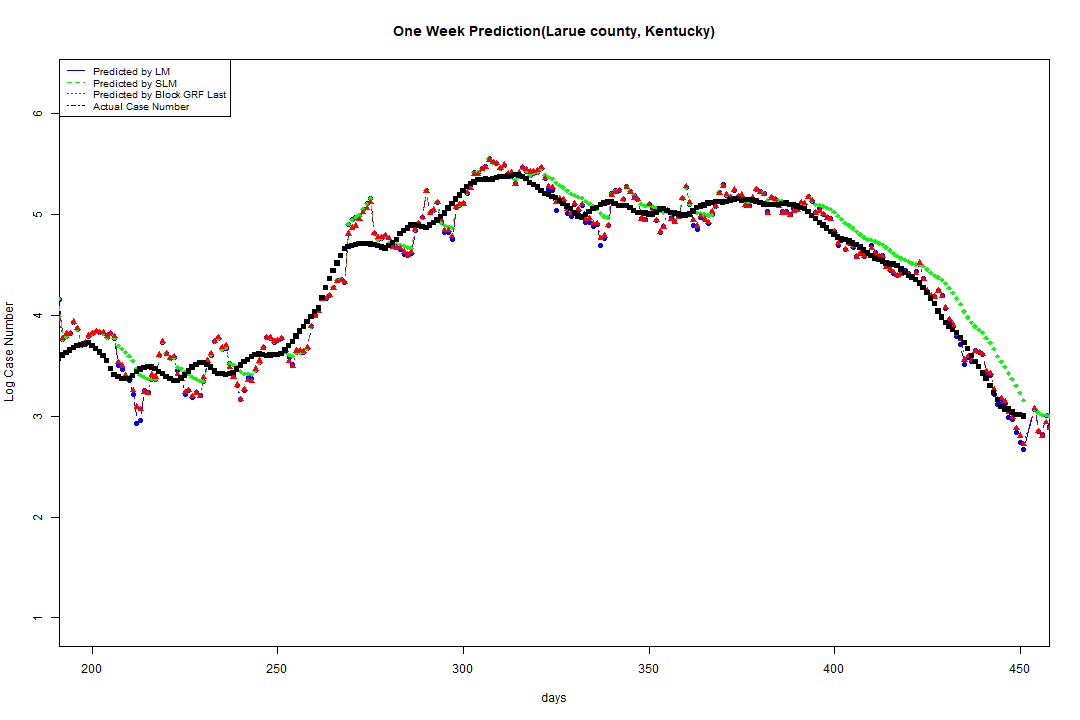 One Week Prediction(Larue county, Kentucky)
Predicted by LM
Predicted by SLM
Predicted by Block GRF Last
Actual Case Number
6
5
4
3
2
1
Log Case Number
200 250 300 350 400 450
days